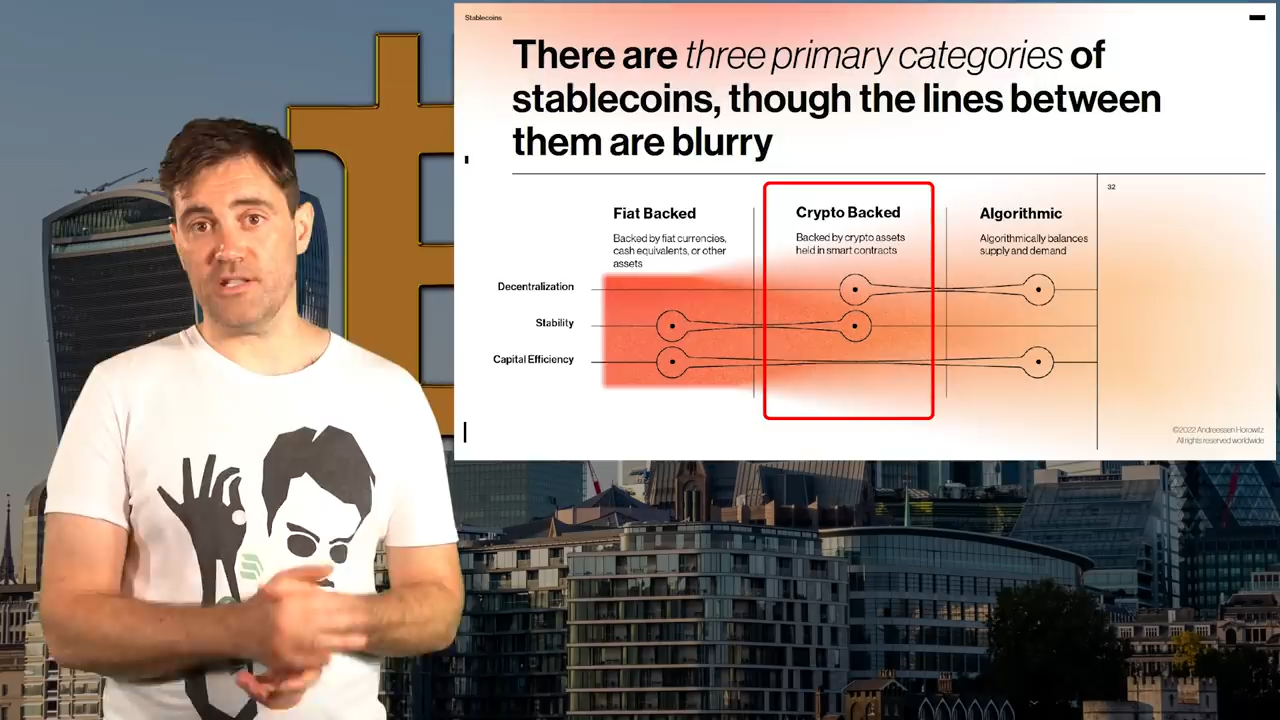 Stablecoins
There are three primary categories of
stablecoins, though the lines between
them are blurry
32
Fiat Backed
Backed by fiat currencies,
cash equivalents, or other
assets
Crypto Backed
Backed by crypto assets
held in smart contracts
Algorithmic
Algorithmically balances
supply and demand
Decentralization
Stability
Capital Efficiency
©2022 Andreessen Horowitz
All rights reserved worldwide